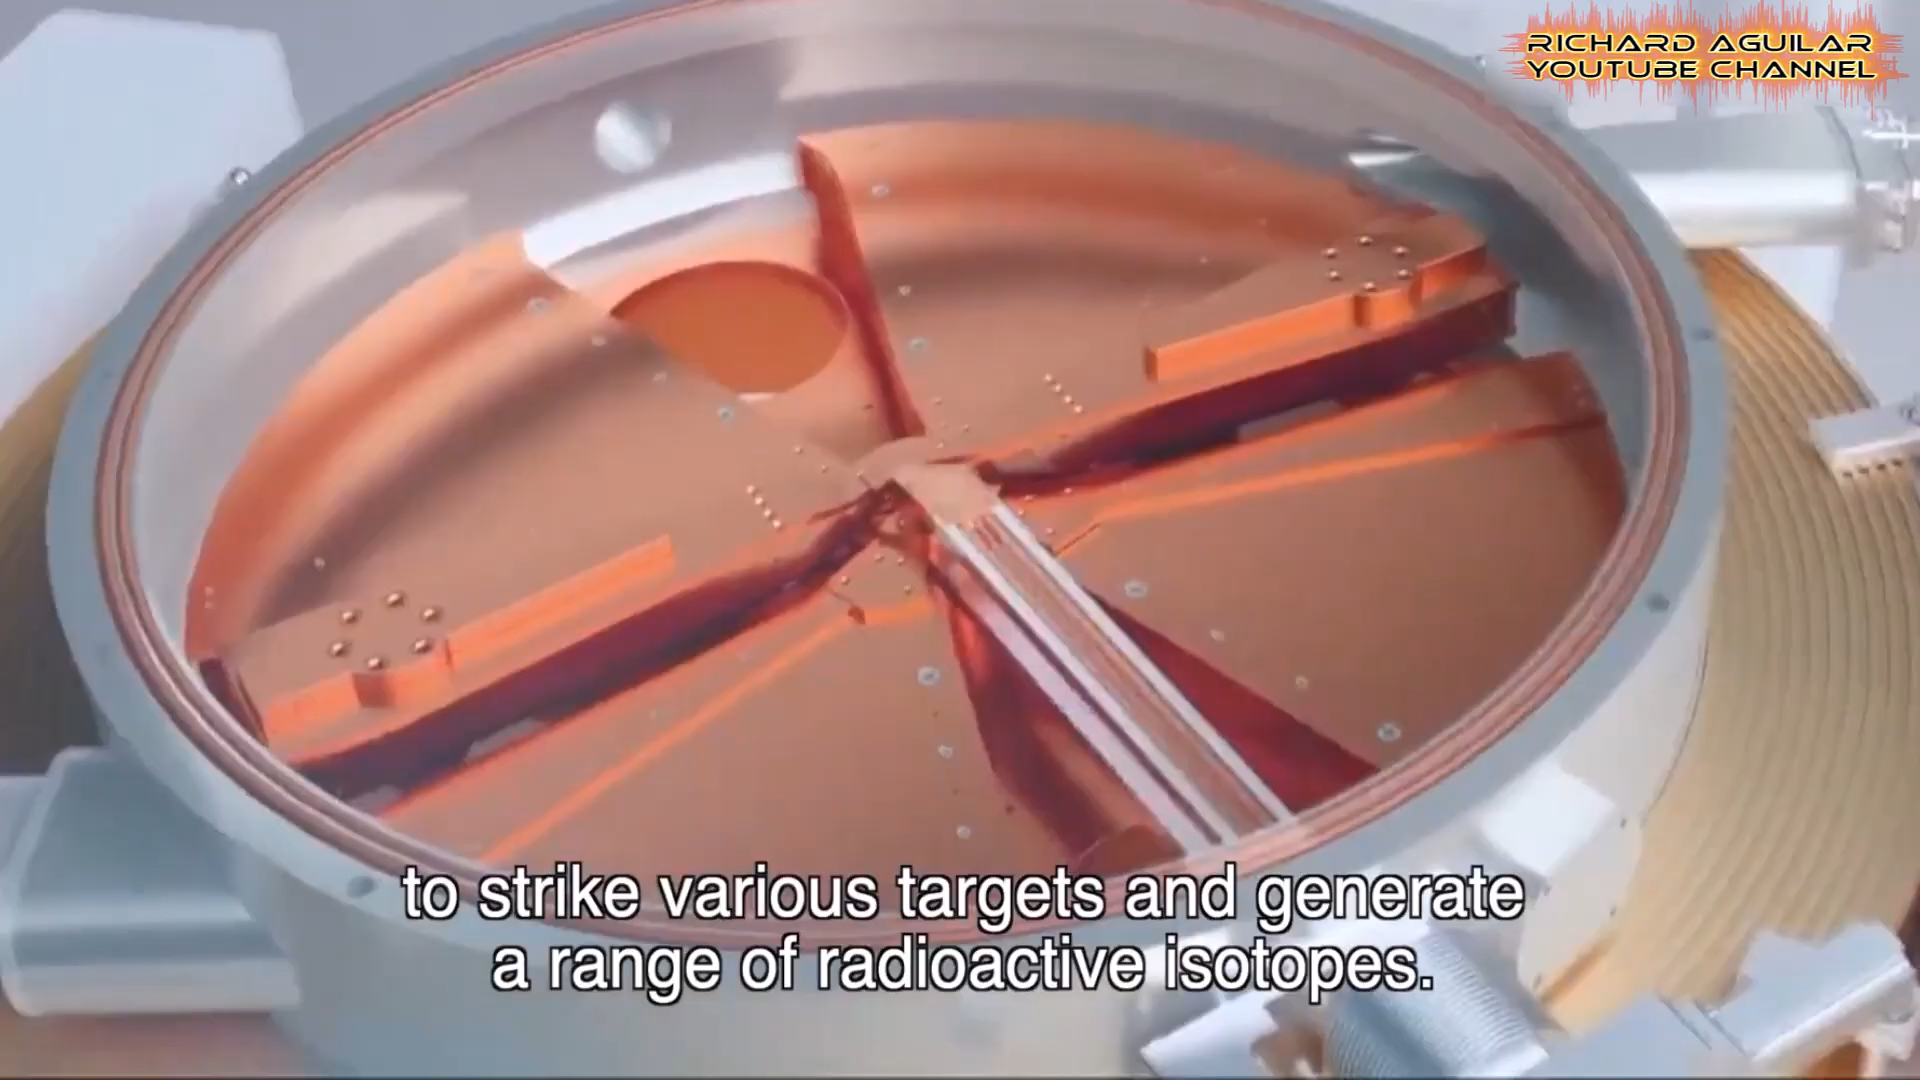 RICHARD AGUILAR
YOUTUBE CHANNEL
to strike various targets and generate
a range of radioactive isotopes.